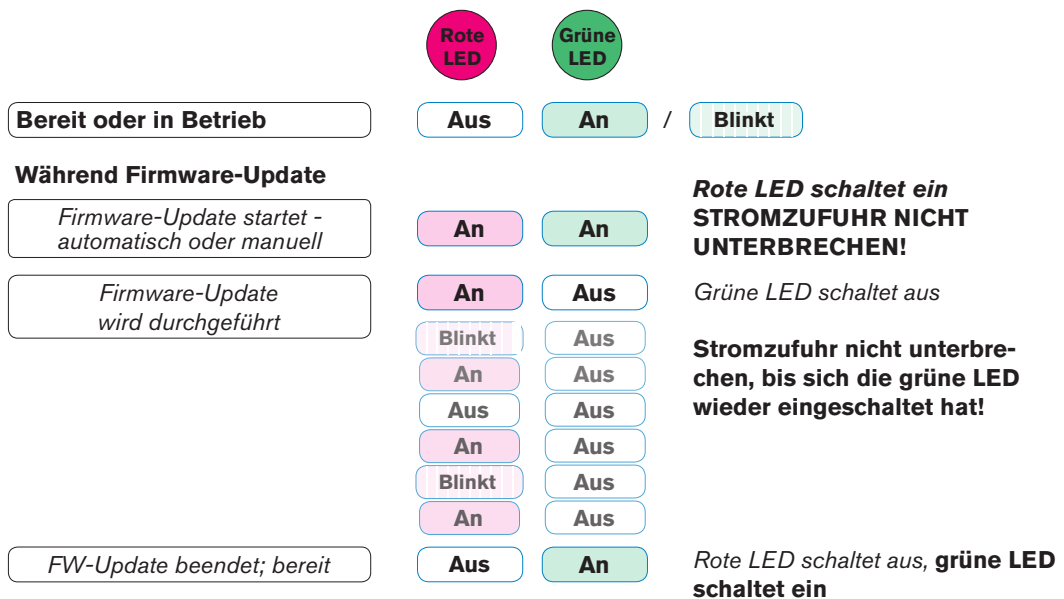 Rote
LED
Grüne
LED
Bereit oder in Betrieb
Aus
An
/
Blinkt
Während Firmware-Update
Firmware-Update startet -
automatisch oder manuell
An
An
Rote LED schaltet ein
STROMZUFUHR NICHT
UNTERBRECHEN!
Firmware-Update
wird durchgeführt
An
Aus
Grüne LED schaltet aus
Blinkt
Aus
An
Aus
Aus
Aus
An
Aus
Blinkt
Aus
An
Aus
Stromzufuhr nicht unterbre-
chen, bis sich die grüne LED
wieder eingeschaltet hat!
FW-Update beendet; bereit
Aus
An
Rote LED schaltet aus, grüne LED
schaltet ein